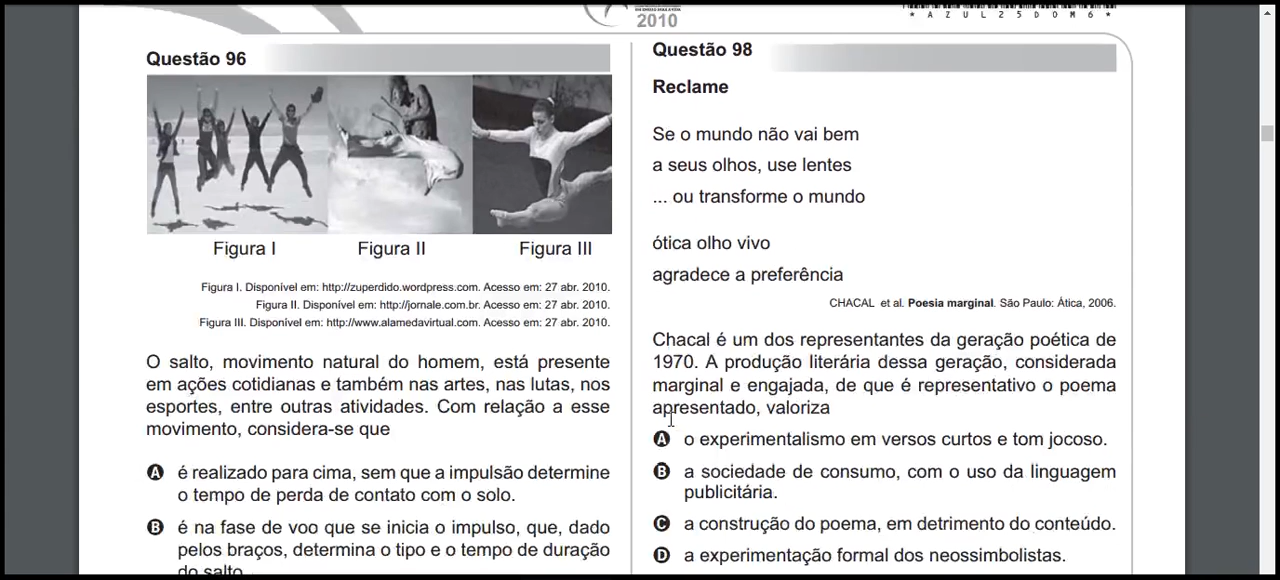 2010
* A Z U L 2 5 D O M 6 *
Questão 96
Figura I Figura II Figura III
Figura I. Disponível em: http://zuperdido.wordpress.com. Acesso em: 27 abr. 2010.
Figura II. Disponível em: http://jornale.com.br. Acesso em: 27 abr. 2010.
Figura III. Disponível em: http://www.alamedavirtual.com. Acesso em: 27 abr. 2010.
O salto, movimento natural do homem, está presente
em ações cotidianas e também nas artes, nas lutas, nos
esportes, entre outras atividades. Com relação a esse
movimento, considera-se que
A é realizado para cima, sem que a impulsão determine
o tempo de perda de contato com o solo.
B é na fase de voo que se inicia o impulso, que, dado
pelos braços, determina o tipo e o tempo de duração
do salto.
Questão 98
Reclame
Se o mundo não vai bem
a seus olhos, use lentes
... ou transforme o mundo
ótica olho vivo
agradece a preferência
CHACAL et al. Poesia marginal. São Paulo: Ática, 2006.
Chacal é um dos representantes da geração poética de
1970. A produção literária dessa geração, considerada
marginal e engajada, de que é representativo o poema
apresentado, valoriza
A o experimentalismo em versos curtos e tom jocoso.
B a sociedade de consumo, com o uso da linguagem
publicitária.
C a construção do poema, em detrimento do conteúdo.
D a experimentação formal dos neossimbolistas.